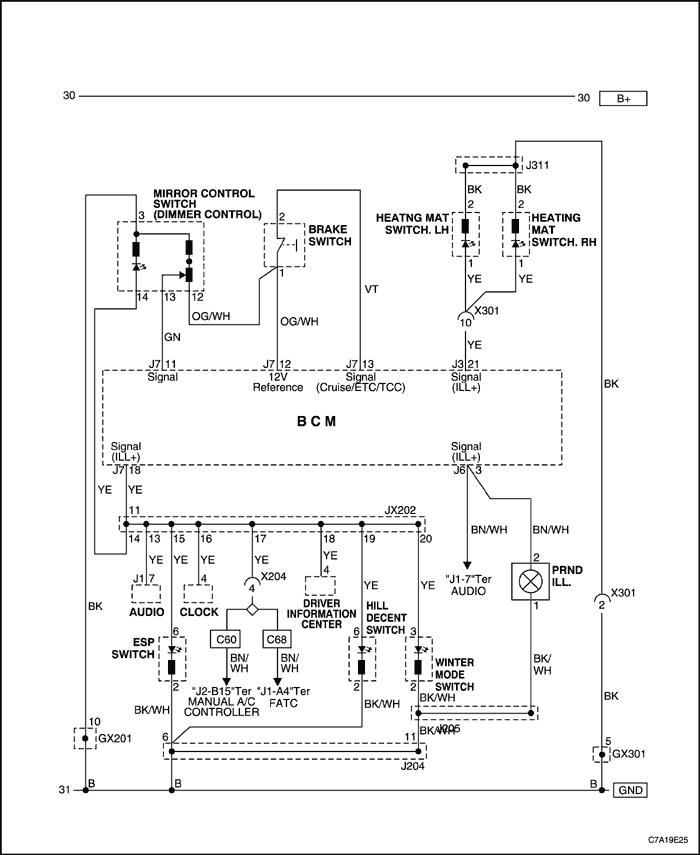 30 30 B+
J311
BK BK
2 2
MIRROR CONTROL
SWITCH
(DIMMER CONTROL)
3
2
BRAKE
SWITCH
1
HEATNG MAT
SWITCH. LH
HEATING
MAT
SWITCH. RH
1 1
YE YE
14 13 12
OG/WH
OG/WH
VT
GN
X301
10
YE
BK
J7 11
Signal
J7 12
12V
Reference
J7 13
Signal
(Cruise/ETC/TCC)
J3 21
Signal
(ILL+)
BCM
Signal
(ILL+)
J7 18
Signal
(ILL+)
J6 3
YE YE
11
JX202
14 13 15 16 17 18 19 20
YE YE YE YE YE YE YE
BN/WH BN/WH
J1 7
AUDIO
4
CLOCK
X204
4
4
DRIVER
INFORMATION
CENTER
"J1-7"Ter
AUDIO
2
PRND
ILL.
1
X301
2
BK
ESP
SWITCH
6
2
C60 C68
BN/
WH
BN/
WH
"J2-B15"Ter
MANUAL A/C
CONTROLLER
"J1-A4"Ter
FATC
HILL
DECENT
SWITCH
6
2
3
WINTER
MODE
SWITCH
2
BK/
WH
BK
BK/WH
BK/WH
BK/WH
BK/WH
J205
10
GX201
6 11
J204
5
GX301
31 B B B GND
C7A19E25